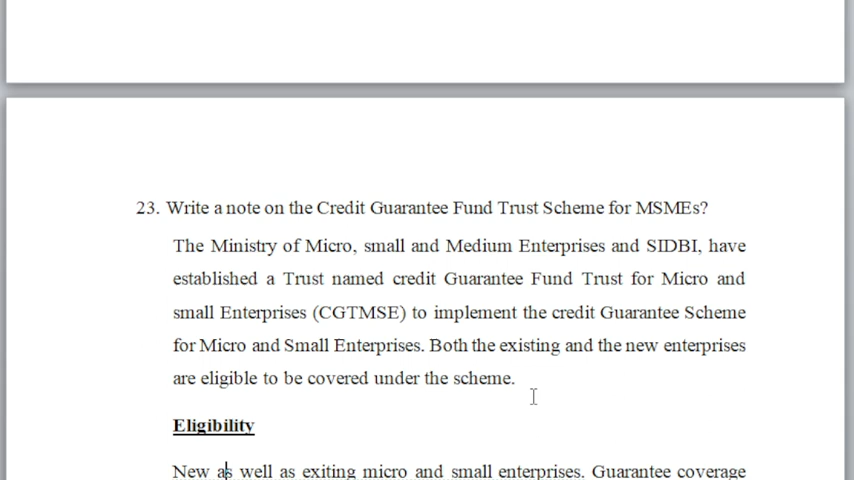 23. Write a note on the Credit Guarantee Fund Trust Scheme for MSMEs?
The Ministry of Micro, small and Medium Enterprises and SIDBI, have
established a Trust named credit Guarantee Fund Trust for Micro and
small Enterprises (CGTMSE) to implement the credit Guarantee Scheme
for Micro and Small Enterprises. Both the existing and the new enterprises
are eligible to be covered under the scheme.
Eligibility
New as well as exiting micro and small enterprises. Guarantee coverage